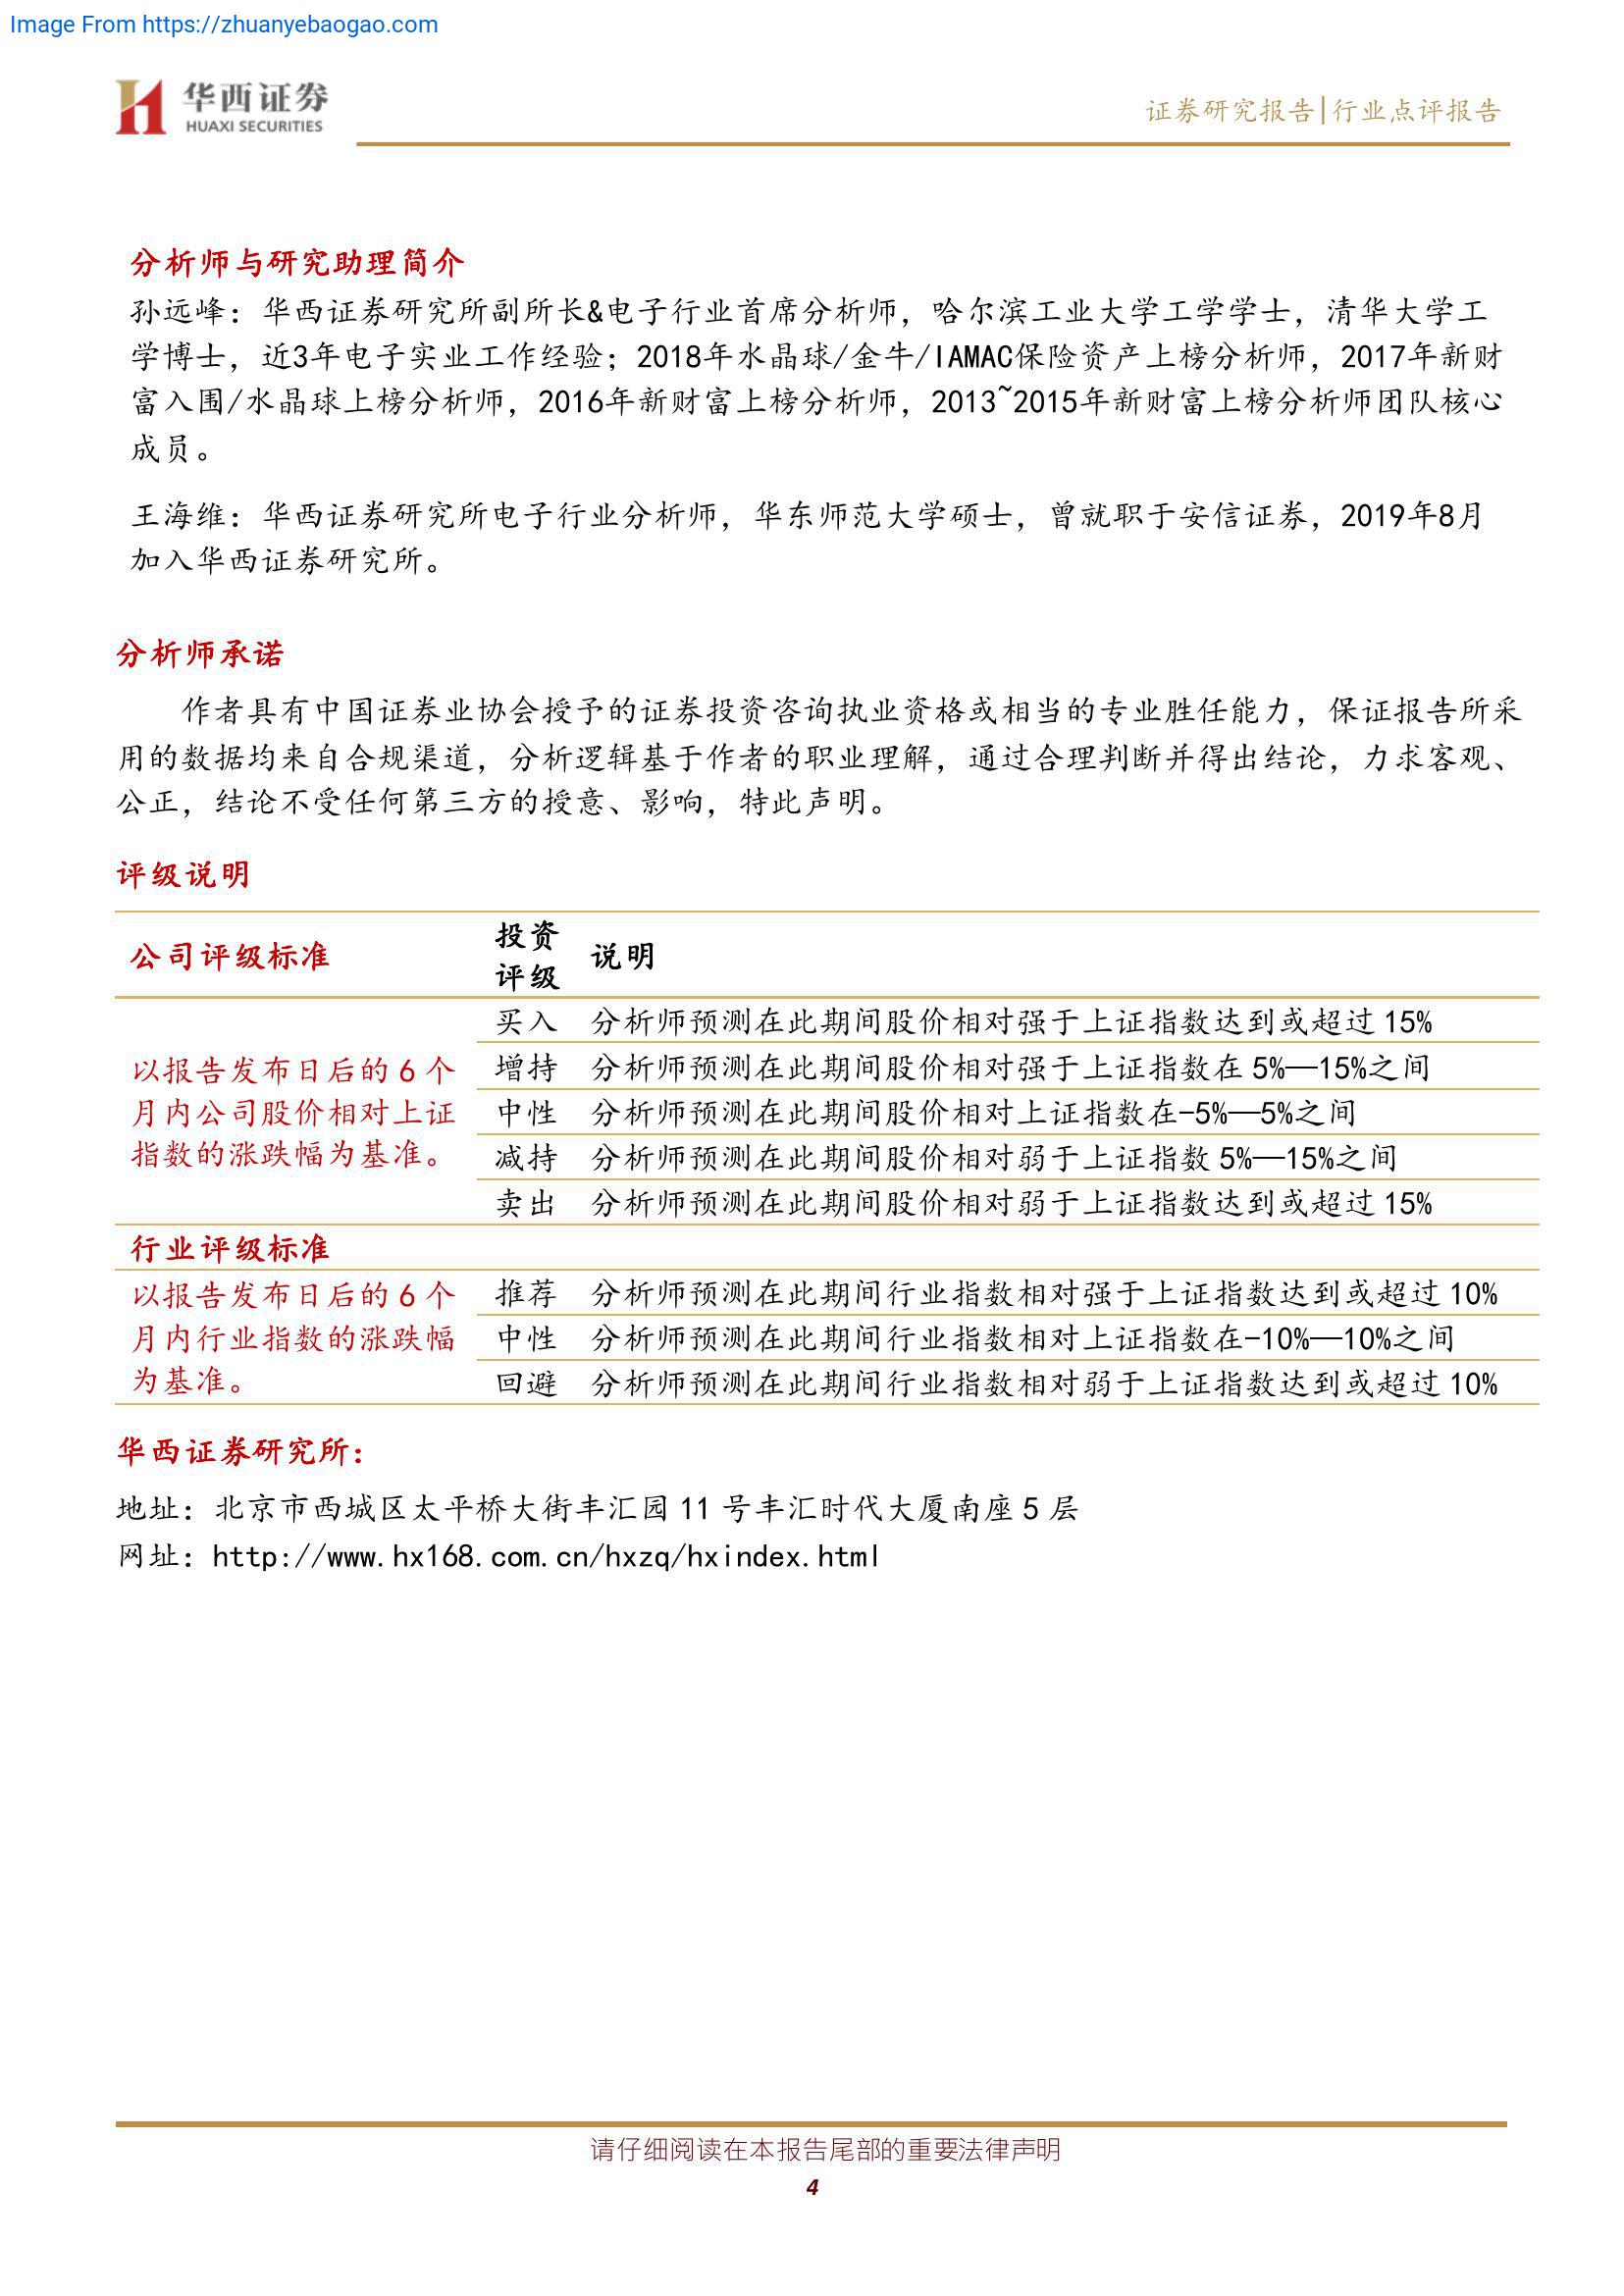 Image From https://zhuanyebaogao.com
华西证券
HUAXI SECURITIES
证券研究报告|行业点评报告
分析师与研究助理简介
孙远峰：华西证券研究所副所长&电子行业首席分析师，哈尔滨工业大学工学学士，清华大学工
学博士，近3年电子实业工作经验；2018年水晶球/金牛/IAMAC保险资产上榜分析师，2017年新财
富入围/水晶球上榜分析师，2016年新财富上榜分析师，2013~2015年新财富上榜分析师团队核心
成员。
王海维：华西证券研究所电子行业分析师，华东师范大学硕士，曾就职于安信证券，2019年8月
加入华西证券研究所。
分析师承诺
作者具有中国证券业协会授予的证券投资咨询执业资格或相当的专业胜任能力，保证报告所采
用的数据均来自合规渠道，分析逻辑基于作者的职业理解，通过合理判断并得出结论，力求客观、
公正，结论不受任何第三方的授意、影响，特此声明。
评级说明
公司评级标准
投资
评级
说明
以报告发布日后的 6 个
月内公司股价相对上证
指数的涨跌幅为基准。
买入 分析师预测在此期间股价相对强于上证指数达到或超过 15%
增持 分析师预测在此期间股价相对强于上证指数在 5%—15%之间
中性 分析师预测在此期间股价相对上证指数在-5%—5%之间
减持 分析师预测在此期间股价相对弱于上证指数 5%—15%之间
卖出 分析师预测在此期间股价相对弱于上证指数达到或超过 15%
行业评级标准
以报告发布日后的 6 个
月内行业指数的涨跌幅
为基准。
推荐 分析师预测在此期间行业指数相对强于上证指数达到或超过 10%
中性 分析师预测在此期间行业指数相对上证指数在-10%—10%之间
回避 分析师预测在此期间行业指数相对弱于上证指数达到或超过 10%
华西证券研究所：
地址：北京市西城区太平桥大街丰汇园 11 号丰汇时代大厦南座 5 层
网址：http://www.hx168.com.cn/hxzq/hxindex.html
请仔细阅读在本报告尾部的重要法律声明
4